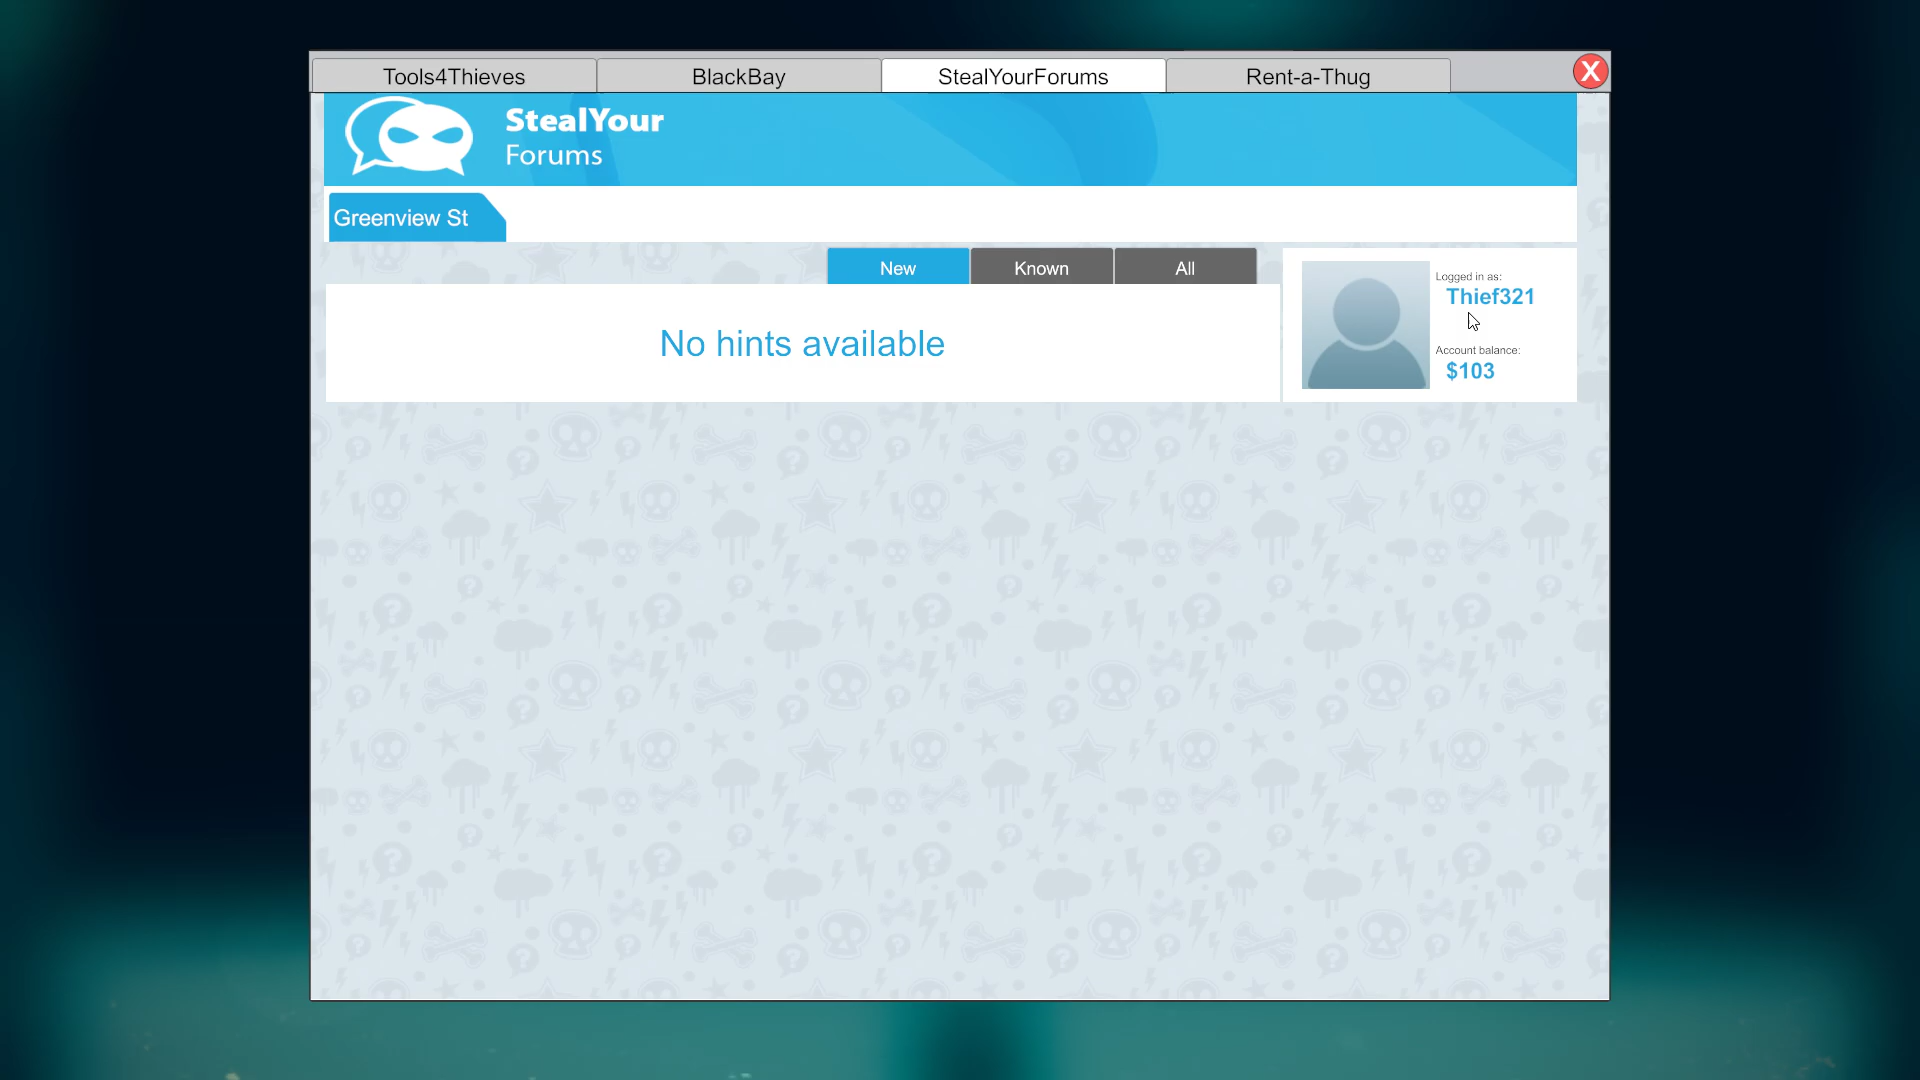 Tools4Thieves
BlackBay
StealYourForums
Rent-a-Thug
X
StealYour
Forums
Greenview St
New
Known
All
No hints available
Logged in as:
Thief321
Account balance:
$103